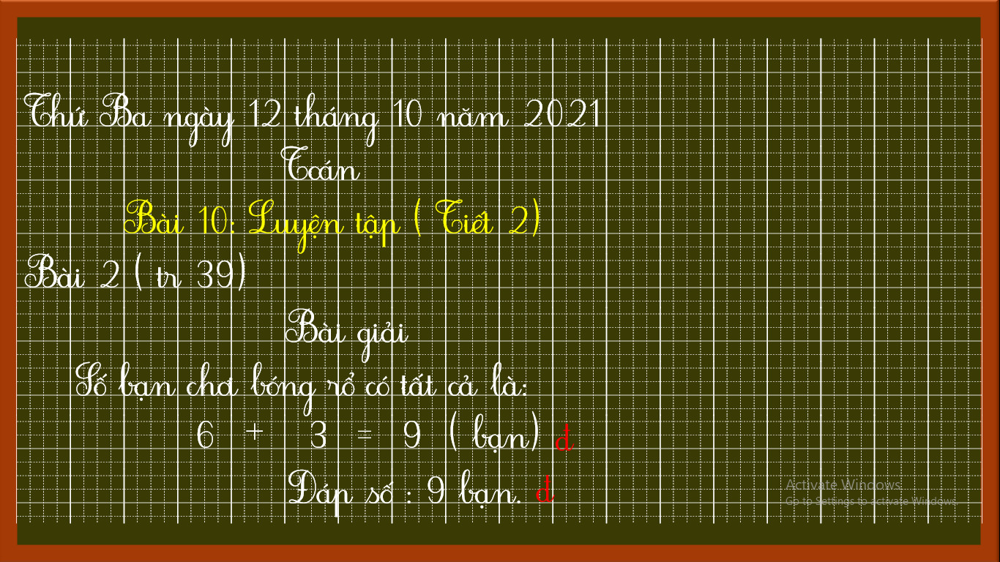 Thứ Ba ngày 12 tháng 10 năm 2021
Toán
Bài 10: Luyện tập ( Tiết 2)
Bài 2 ( tr 39)
Bài giải
Số bạn chơi bóng rổ có tất cả là:
6 + 3 = 9 ( bạn) đ
Đáp số : 9 bạn. đ
Activate Windows
Go to Settings to activate Windows.